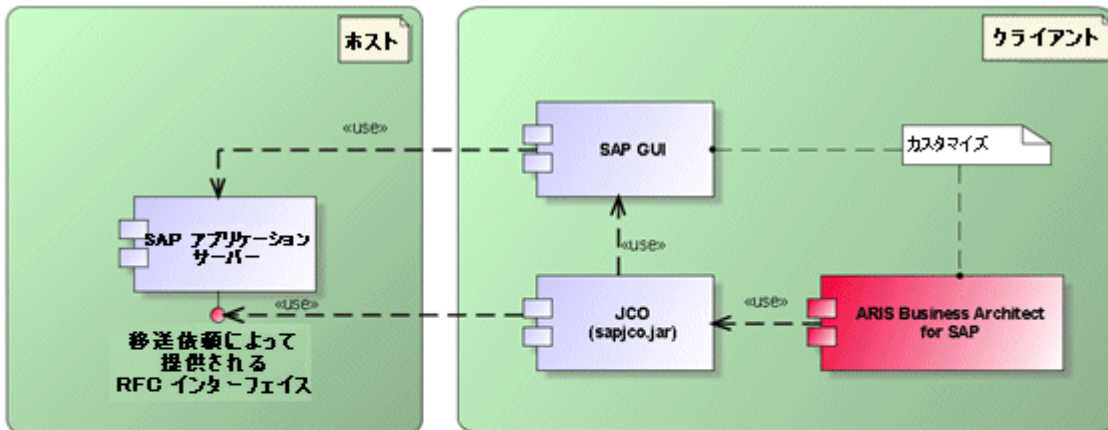 ホスト
«use»
SAP アプリケーション
サーバー
«use»
移送依頼によって
提供される
RFC インターフェイス
クライアント
SAP GUI
カスタマイズ
«use»
JCO
(sapjco.jar)
«use»
ARIS Business Architect
for SAP